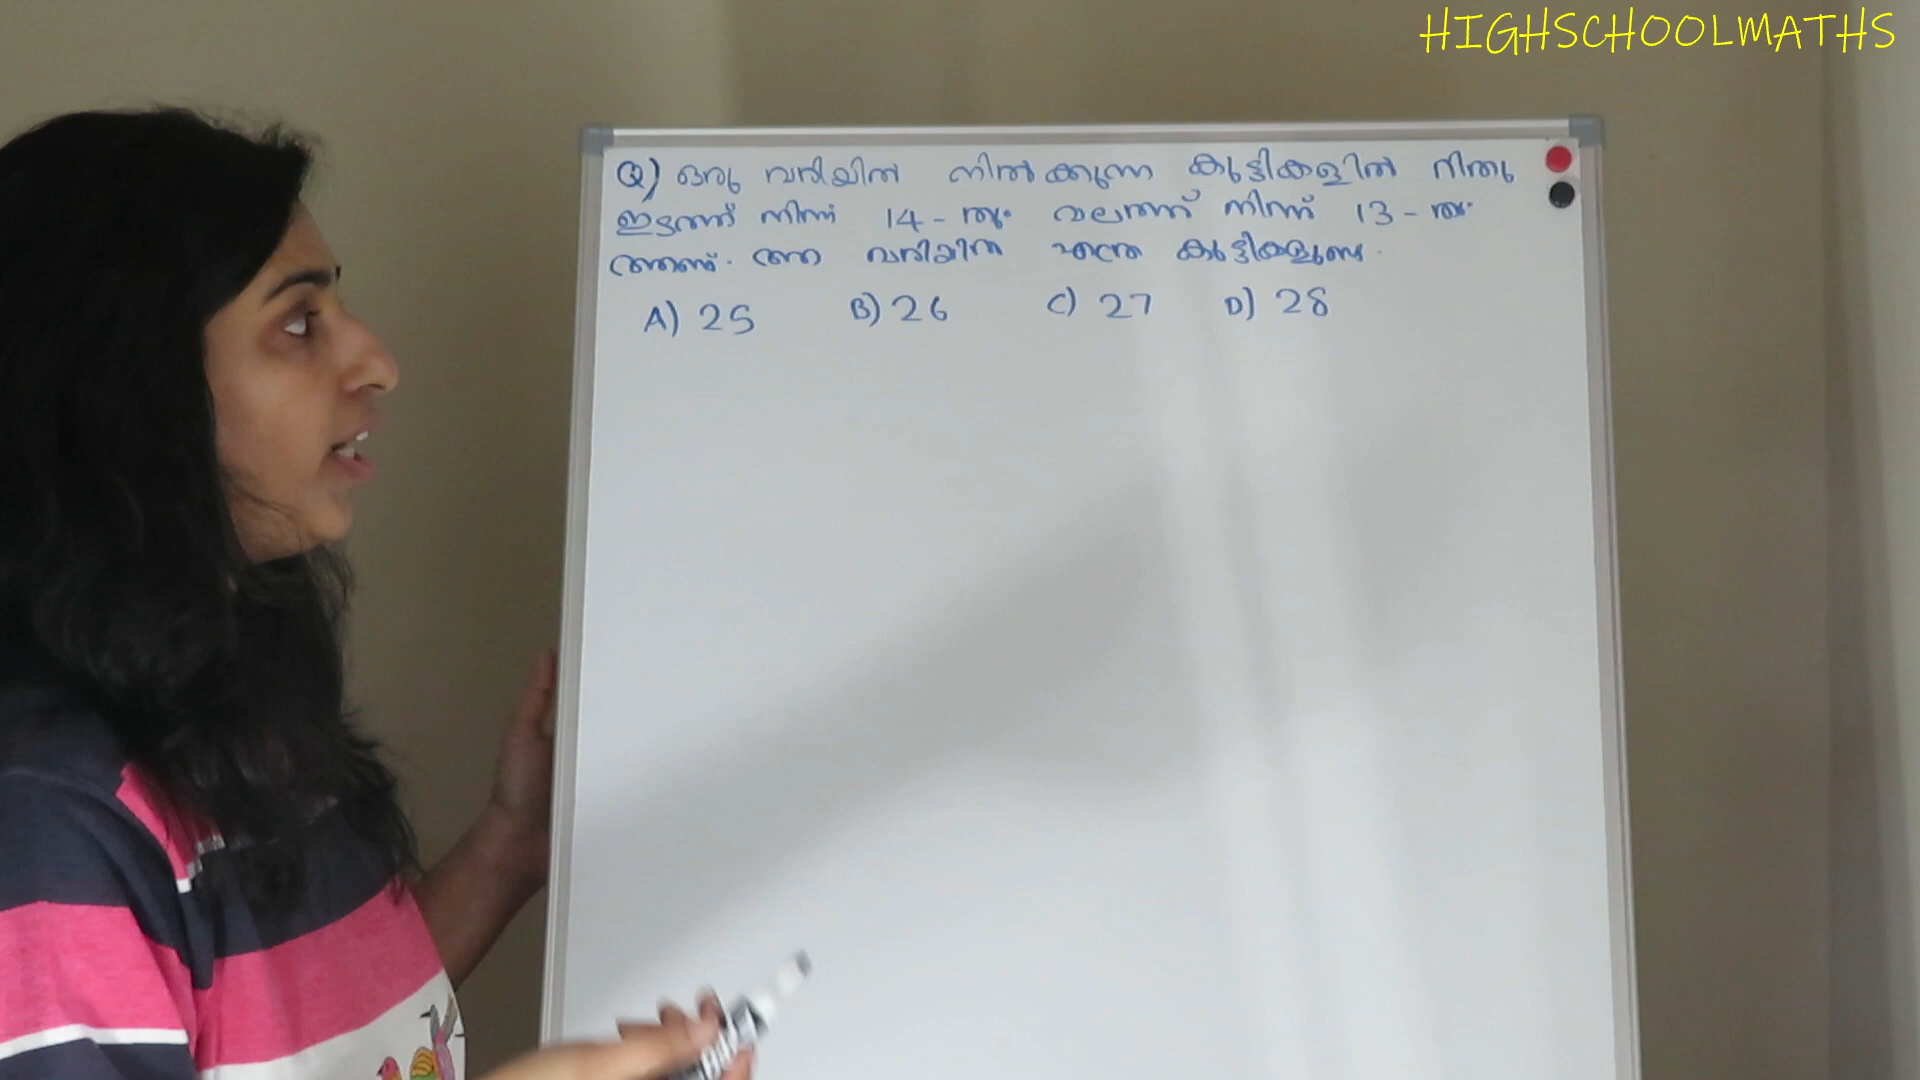 HIGHSCHOOLMATHS
Q) ഒരു വരിയിൽ നിൽക്കുന്ന കുട്ടികളിൽ നീതു
ഇടത്ത് നിന്ന് 14-ഉം വലത്ത് നിന്ന് 13-ഉം
ആണ്. ആ വരിയിൽ എത്ര കുട്ടികളുണ്ട്.
A) 25 B) 26 C) 27 D) 28